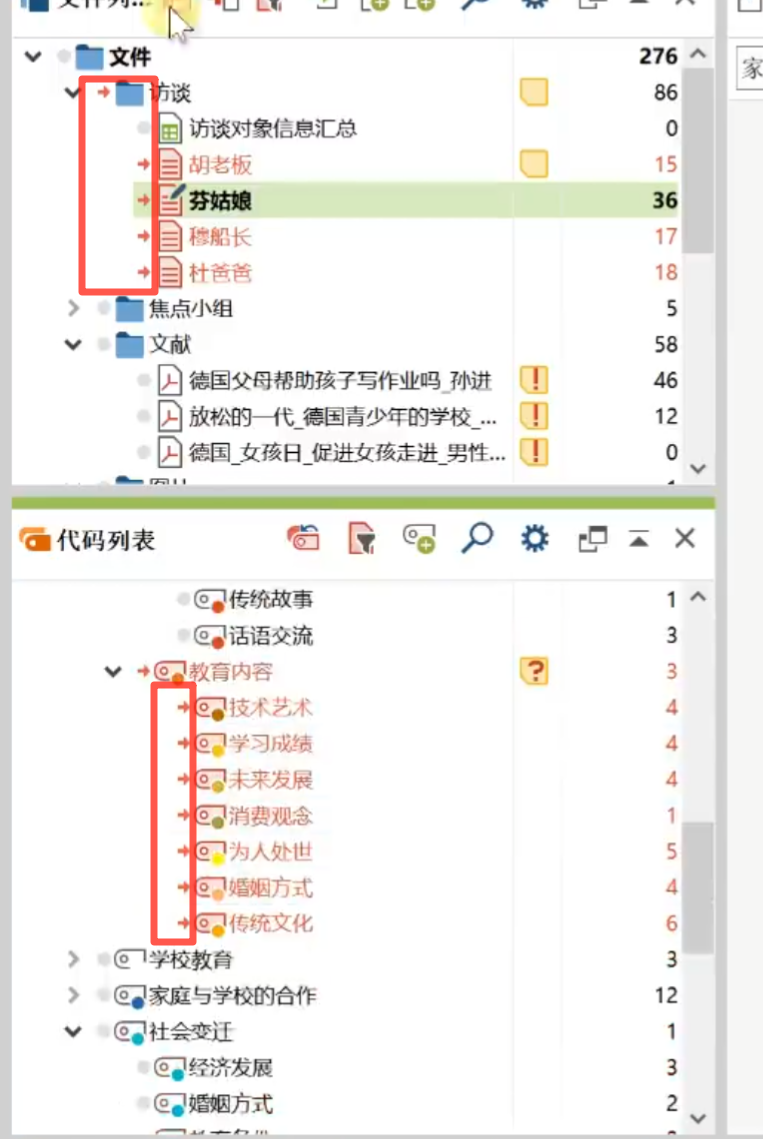 文件列...
文件 276
访谈 86
访谈对象信息汇总 0
胡老板 15
芬姑娘 36
穆船长 17
杜爸爸 18
焦点小组 5
文献 58
德国父母帮助孩子写作业吗_孙进 46
放松的一代_德国青少年的学校_... 12
德国_女孩日_促进女孩走进_男性... 0
家
代码列表
传统故事 1
话语交流 3
教育内容 3
技术艺术 4
学习成绩 4
未来发展 4
消费观念 1
为人处世 5
婚姻方式 4
传统文化 6
学校教育 3
家庭与学校的合作 12
社会变迁 1
经济发展 3
婚姻方式 2